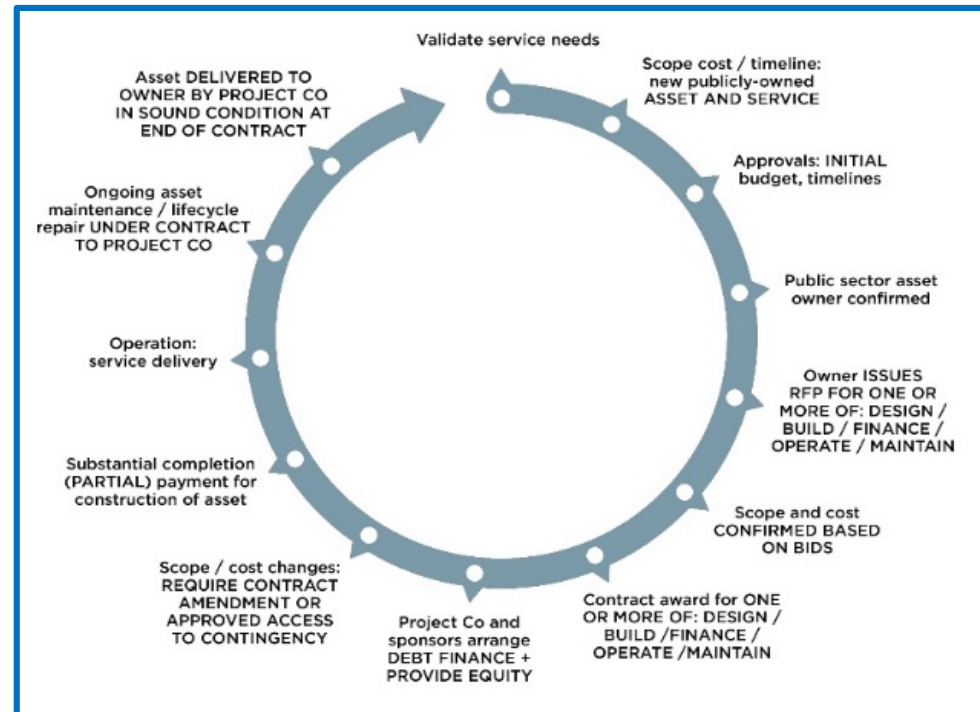 Validate service needs
Scope cost / timeline:
new publicly-owned
ASSET AND SERVICE
Approvals: INITIAL
budget, timelines
Public sector asset
owner confirmed
Owner ISSUES
RFP FOR ONE OR
MORE OF: DESIGN /
BUILD / FINANCE /
OPERATE / MAINTAIN
Scope and cost
CONFIRMED BASED
ON BIDS
Contract award for ONE
OR MORE OF: DESIGN /
BUILD /FINANCE /
OPERATE /MAINTAIN
Project Co and
sponsors arrange
DEBT FINANCE +
PROVIDE EQUITY
Scope / cost changes:
REQUIRE CONTRACT
AMENDMENT OR
APPROVED ACCESS
TO CONTINGENCY
Substantial completion
(PARTIAL) payment for
construction of asset
Operation:
service delivery
Ongoing asset
maintenance / lifecycle
repair UNDER CONTRACT
TO PROJECT CO
Asset DELIVERED TO
OWNER BY PROJECT CO
IN SOUND CONDITION AT
END OF CONTRACT